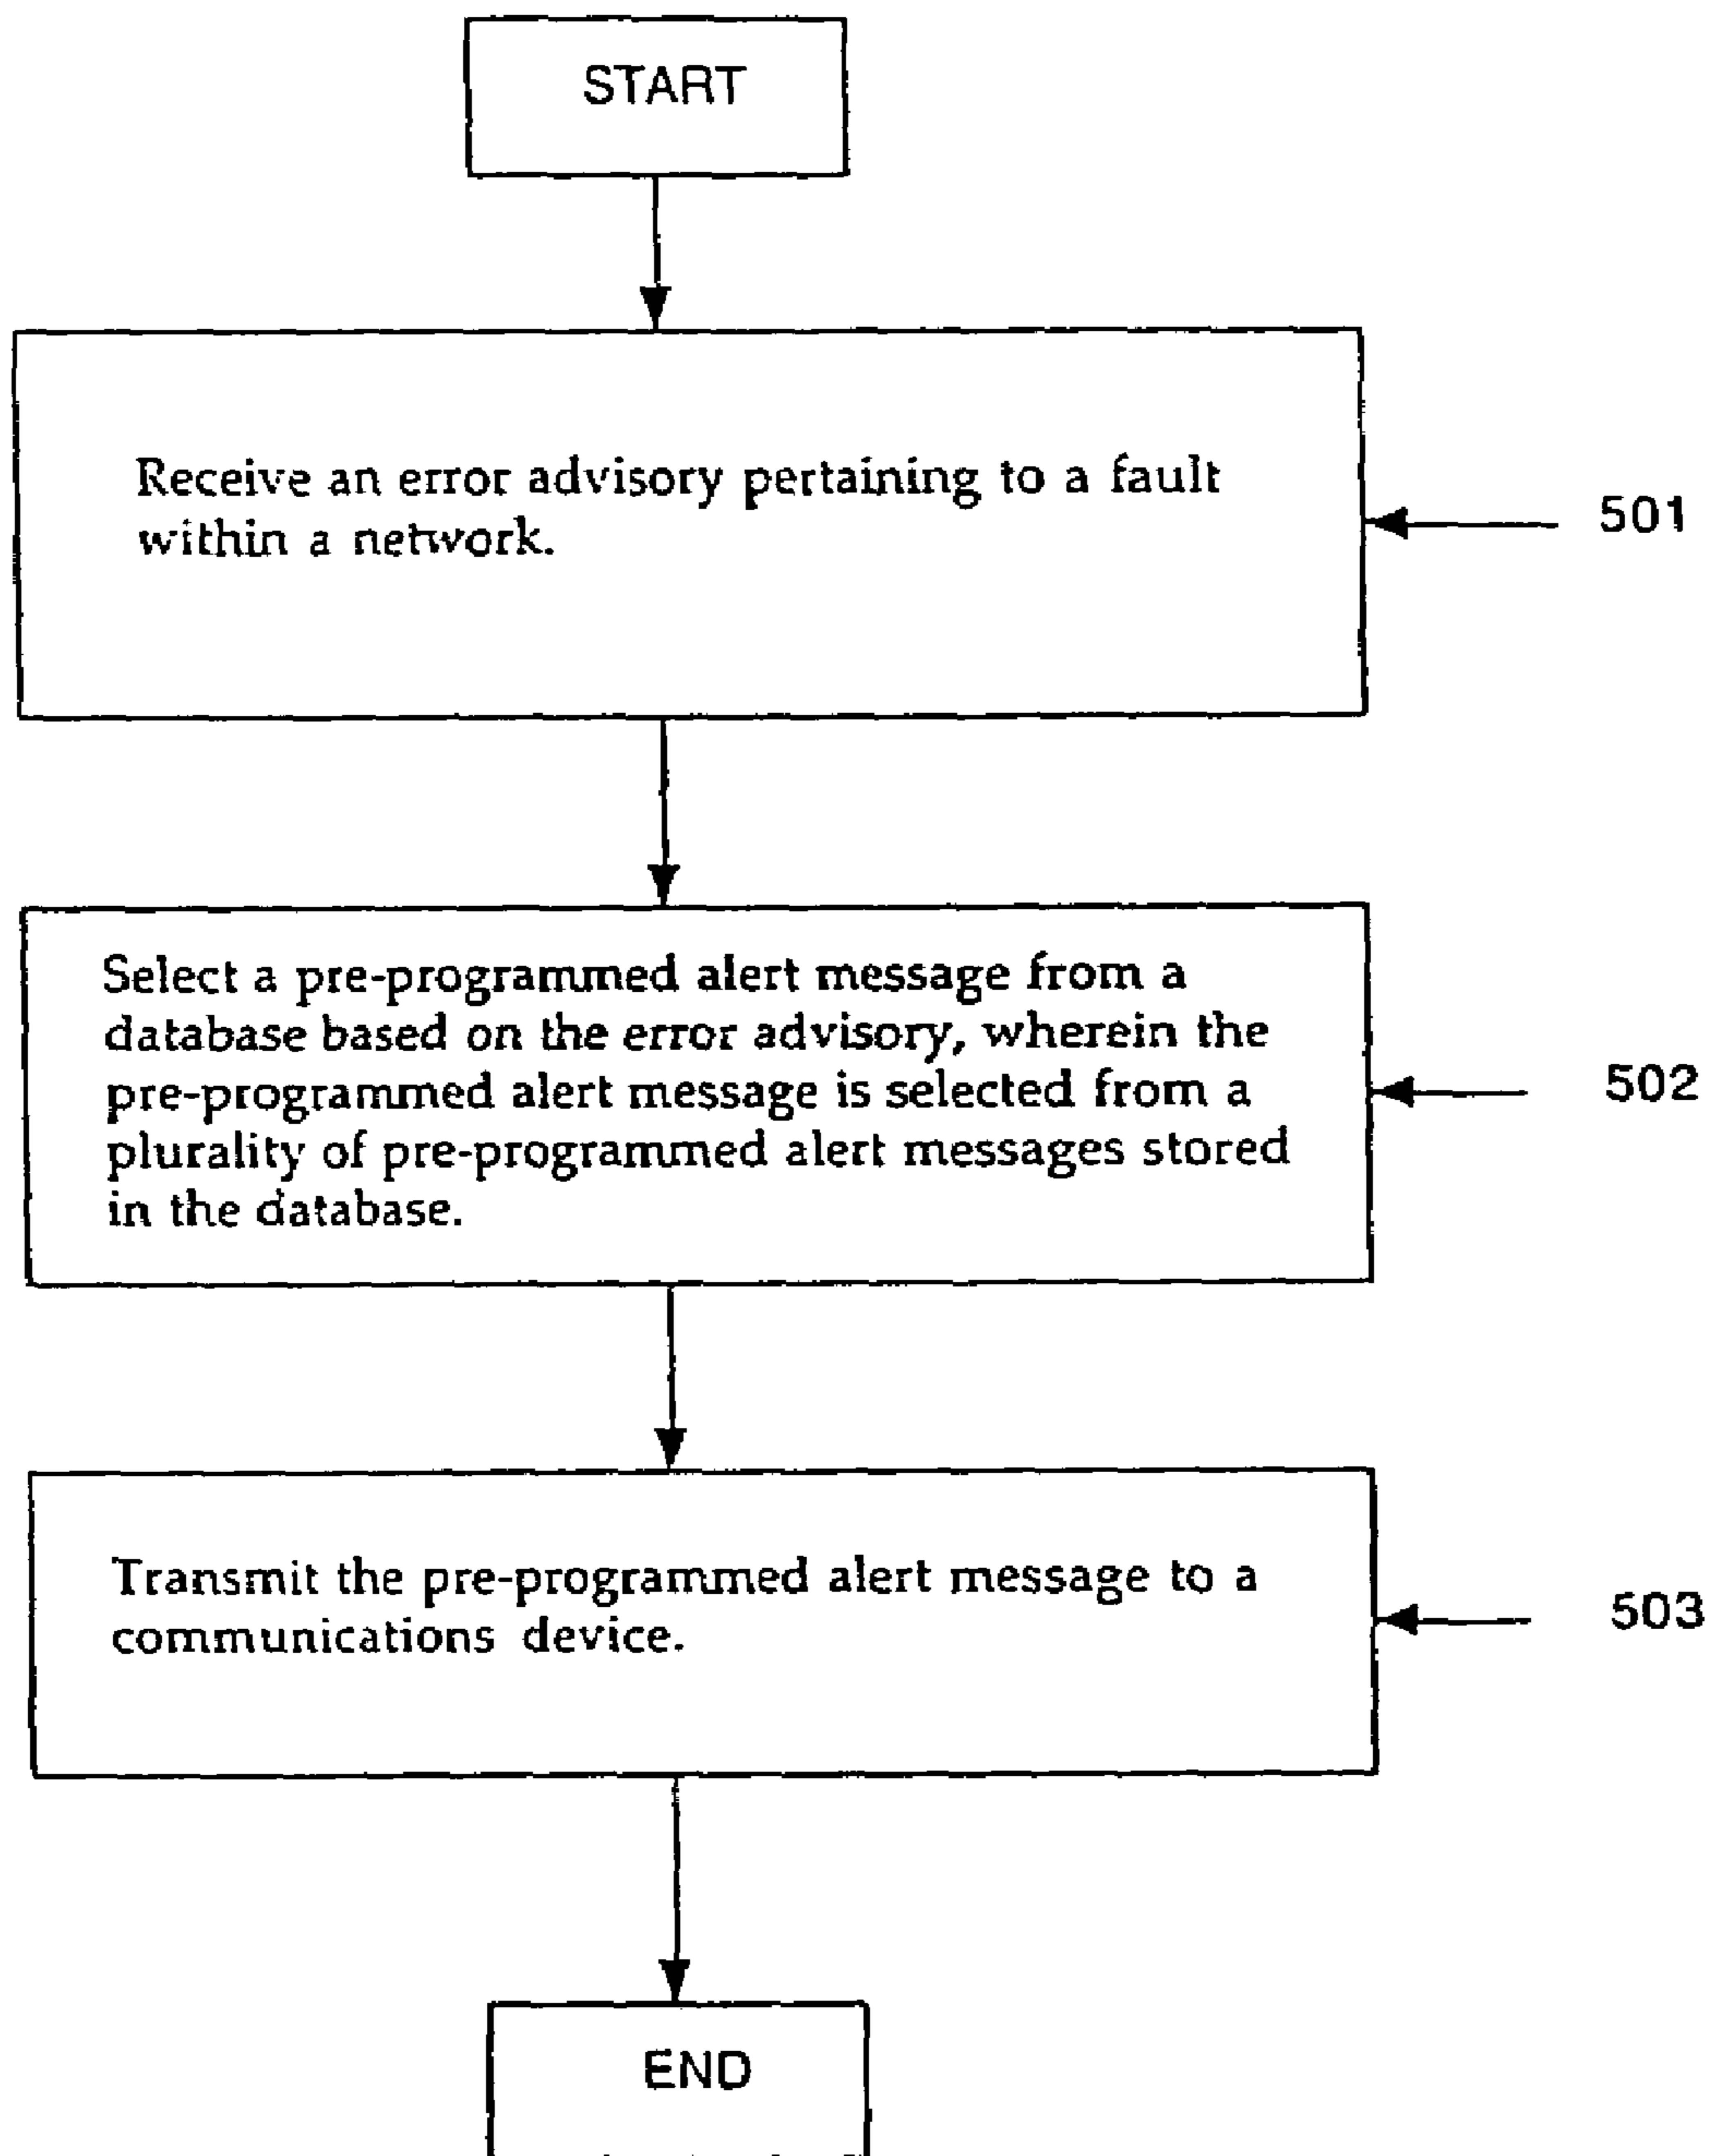 START
Receive an error advisory pertaining to a fault
within a network.
501
Select a pre-programmed alert message from a
database based on the error advisory, wherein the
pre-programmed alert message is selected from a
plurality of pre-programmed alert messages stored
in the database.
502
Transmit the pre-programmed alert message to a
communications device.
503
END